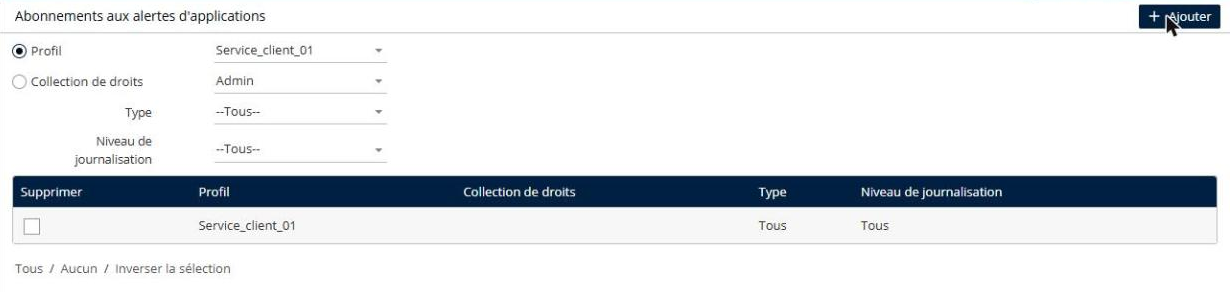 Abonnements aux alertes d'applications
+ Ajouter
Profil Service_client_01
Collection de droits Admin
Type --Tous--
Niveau de
journalisation --Tous--
Supprimer Profil Collection de droits Type Niveau de journalisation
Service_client_01 Tous Tous
Tous / Aucun / Inverser la sélection